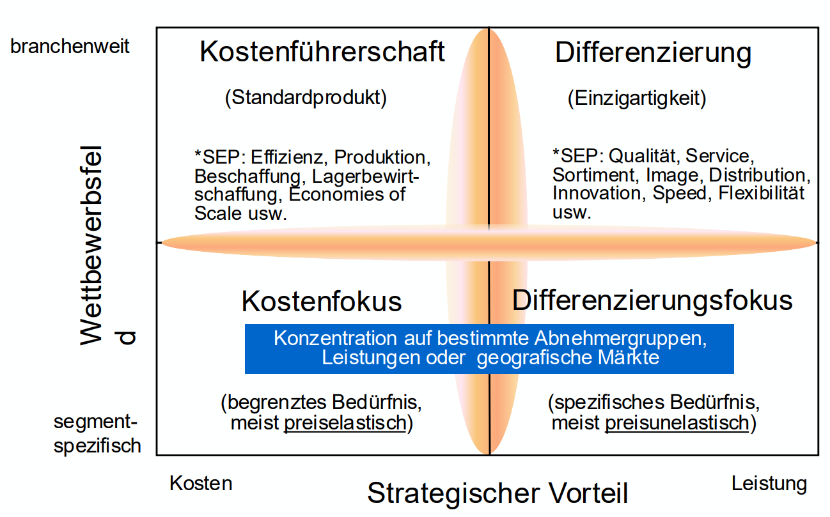 branchenweit
Kostenführerschaft
Differenzierung
(Standardprodukt)
(Einzigartigkeit)
*SEP: Effizienz, Produktion,
Beschaffung, Lagerbewirt-
schaffung, Economies of
Scale usw.
*SEP: Qualität, Service,
Sortiment, Image, Distribution,
Innovation, Speed, Flexibilität
usw.
Wettbewerbsfel
d
Kostenfokus
Differenzierungsfokus
Konzentration auf bestimmte Abnehmergruppen,
Leistungen oder geografische Märkte
(begrenztes Bedürfnis,
meist preiselastisch)
(spezifisches Bedürfnis,
meist preisunelastisch)
segment-
spezifisch
Kosten
Strategischer Vorteil
Leistung